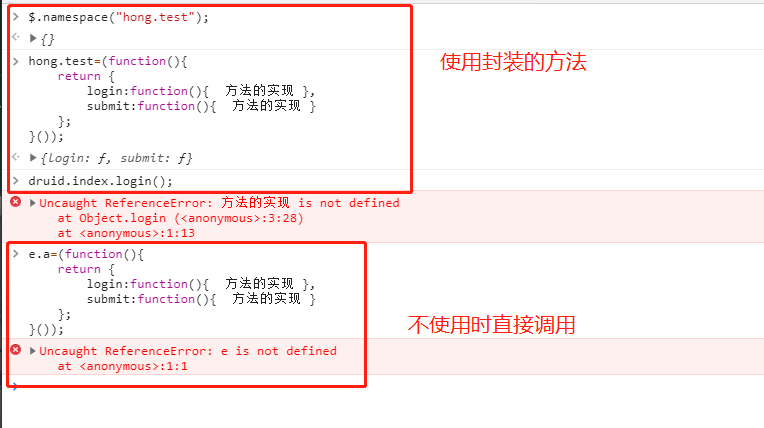 > $.namespace("hong.test");
< ▶ {}
> hong.test=(function(){
return {
login:function(){ 方法的实现 },
submit:function(){ 方法的实现 }
};
}());
< ▶ {login: ƒ, submit: ƒ}
> druid.index.login();
▶ Uncaught ReferenceError: 方法的实现 is not defined
at Object.login (<anonymous>:3:28)
at <anonymous>:1:13
> e.a=(function(){
return {
login:function(){ 方法的实现 },
submit:function(){ 方法的实现 }
};
}());
▶ Uncaught ReferenceError: e is not defined
at <anonymous>:1:1
>
使用封装的方法
不使用时直接调用